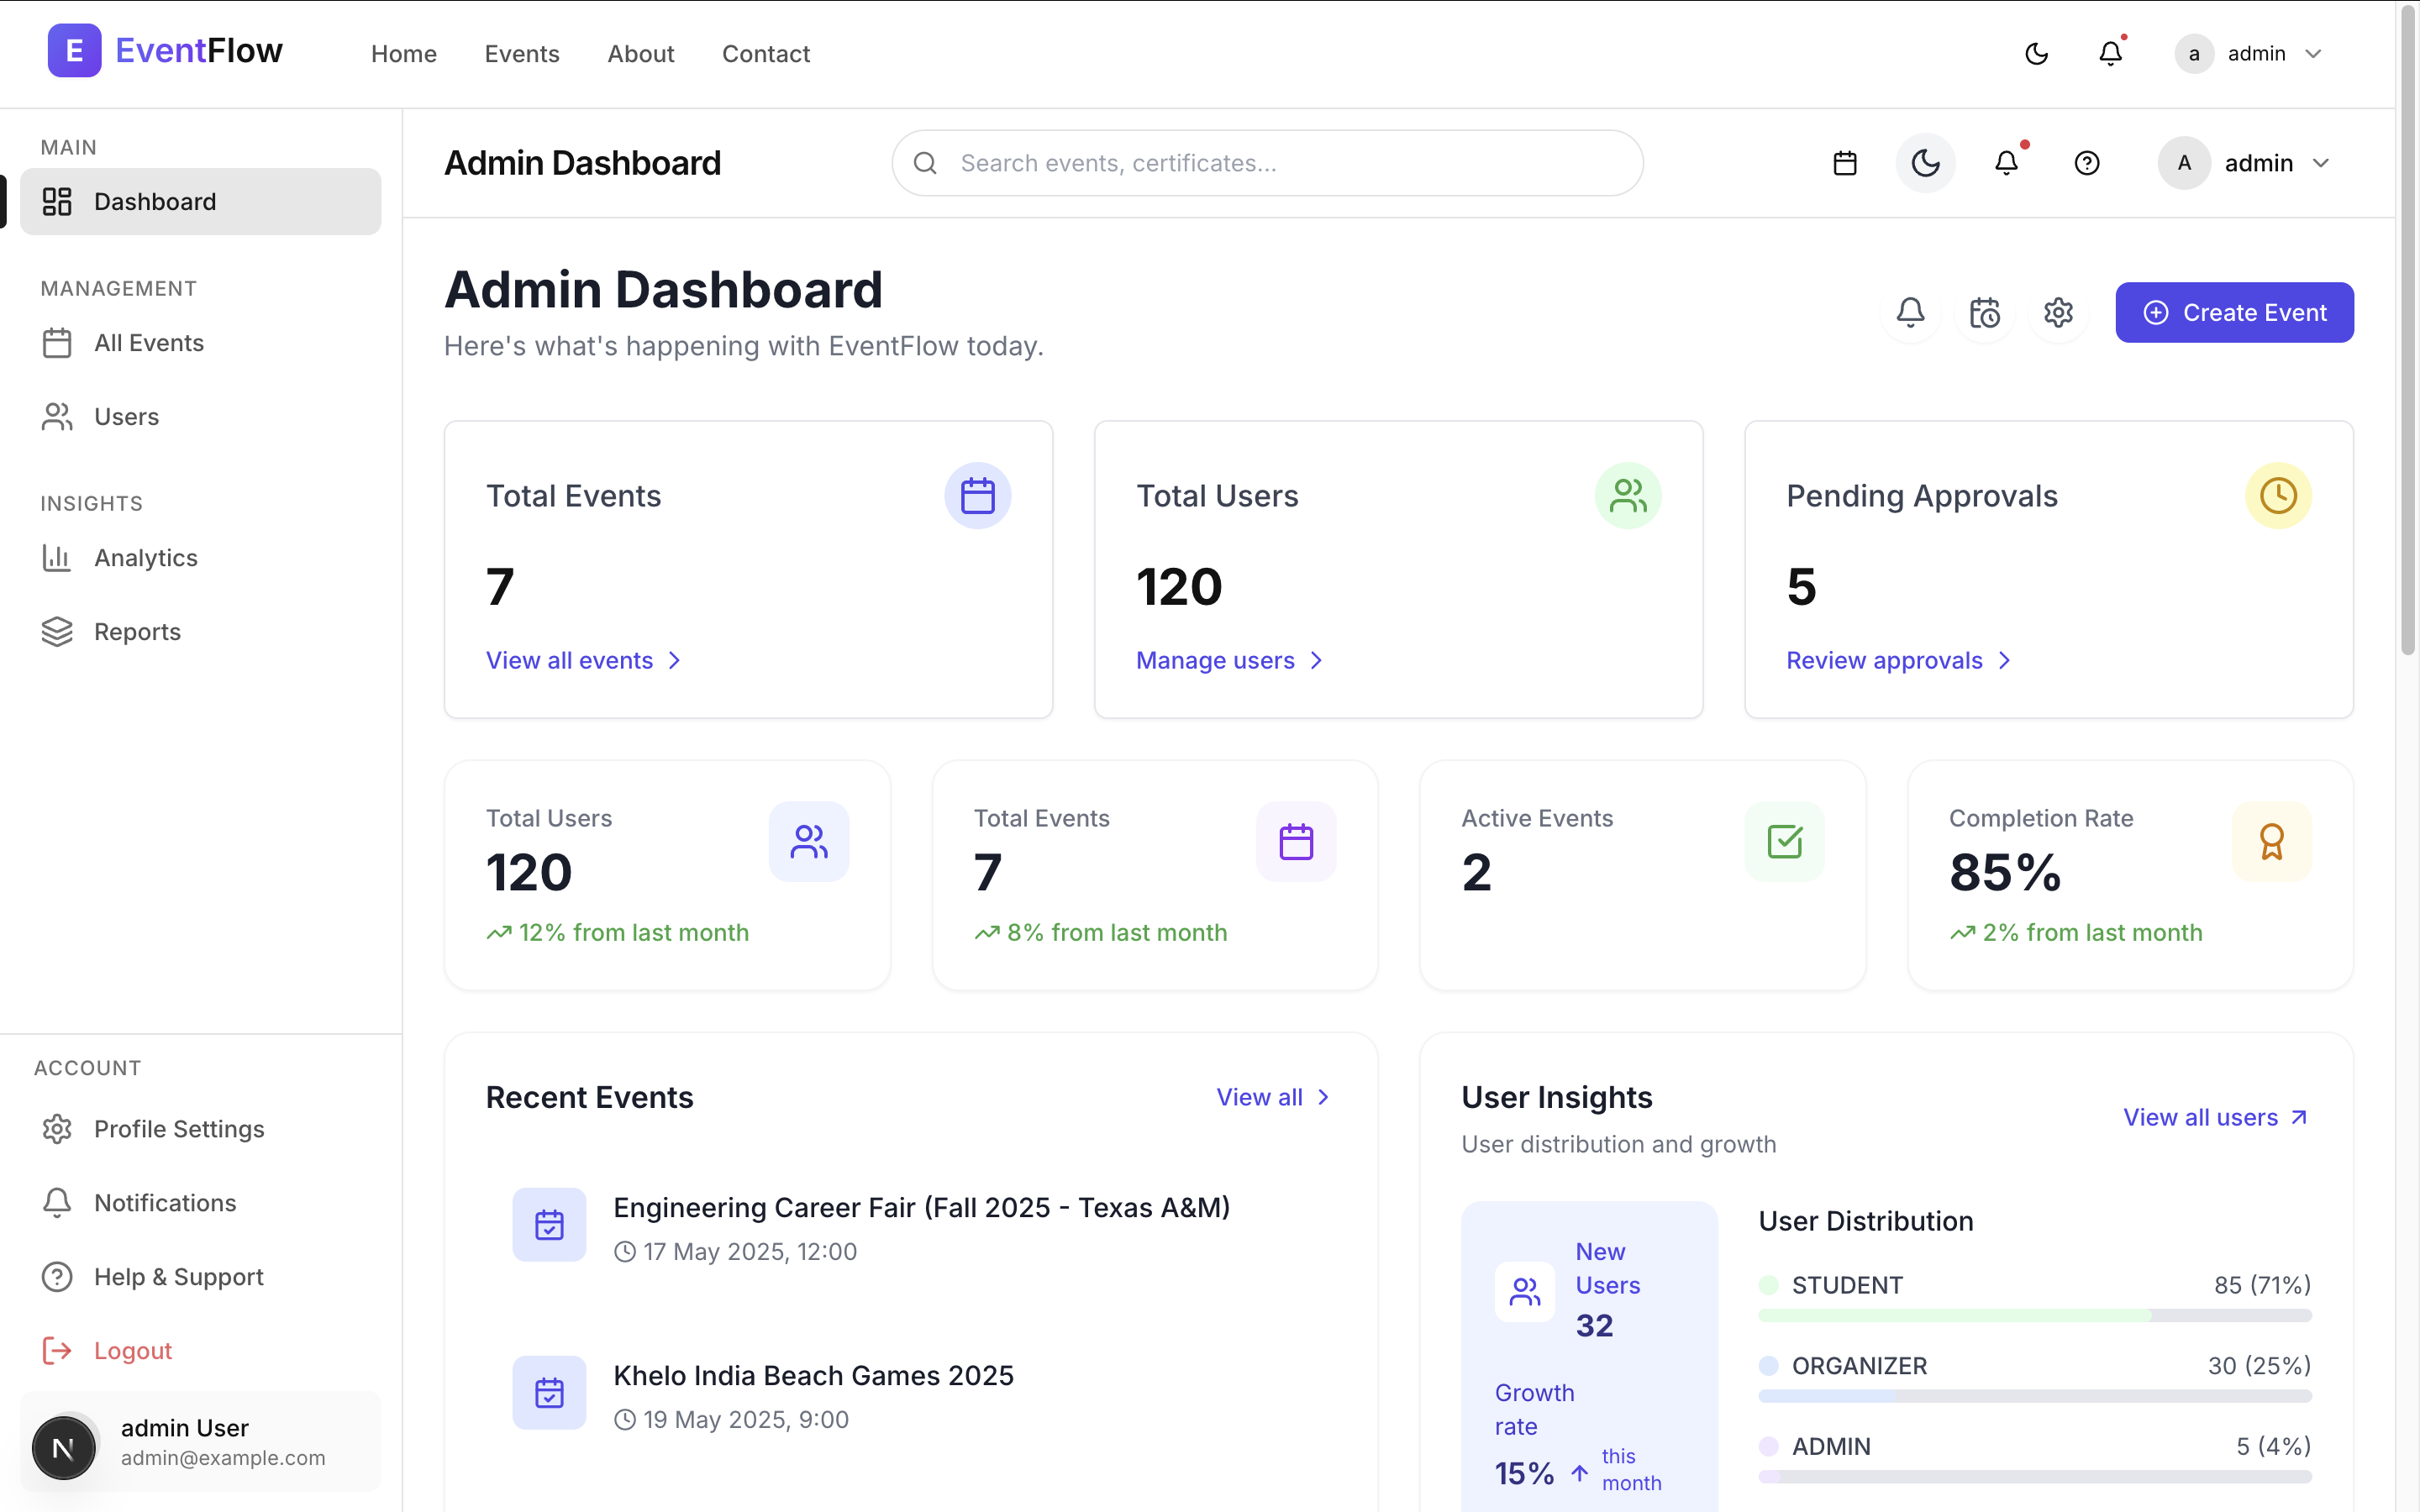 E EventFlow
Home
Events
About
Contact
a admin
MAIN
Dashboard
MANAGEMENT
All Events
Users
INSIGHTS
Analytics
Reports
ACCOUNT
Profile Settings
Notifications
Help & Support
Logout
N
admin User
admin@example.com
Admin Dashboard
Search events, certificates...
A admin
Admin Dashboard
Here's what's happening with EventFlow today.
Create Event
Total Events
7
View all events
Total Users
120
Manage users
Pending Approvals
5
Review approvals
Total Users
120
12% from last month
Total Events
7
8% from last month
Active Events
2
Completion Rate
85%
2% from last month
Recent Events
View all
Engineering Career Fair (Fall 2025 - Texas A&M)
17 May 2025, 12:00
Khelo India Beach Games 2025
19 May 2025, 9:00
User Insights
User distribution and growth
View all users
New
Users
32
Growth
rate
15%
this
month
User Distribution
STUDENT 85 (71%)
ORGANIZER 30 (25%)
ADMIN 5 (4%)